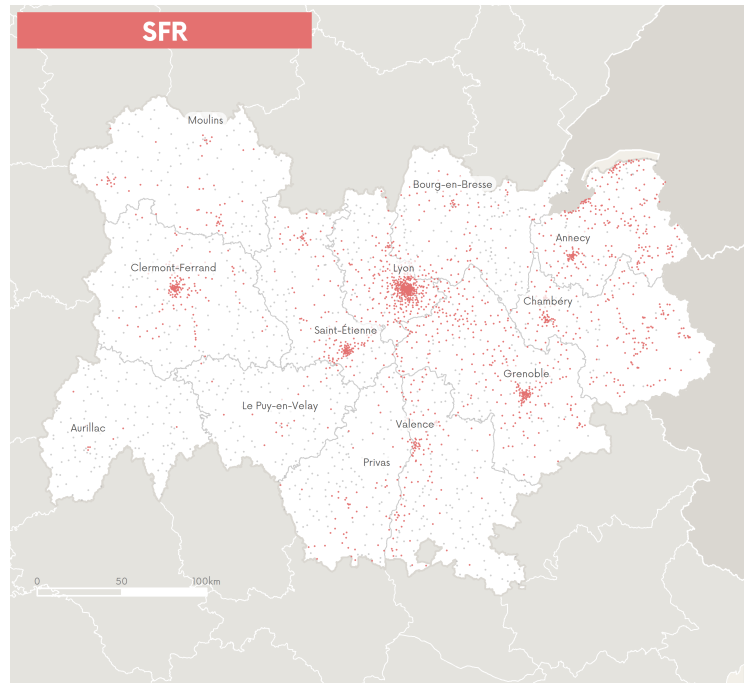 SFR
Moulins
Bourg-en-Bresse
Annecy
Clermont-Ferrand
Lyon
Chambéry
Saint-Étienne
Grenoble
Le Puy-en-Velay
Aurillac
Valence
Privas
0 50 100km